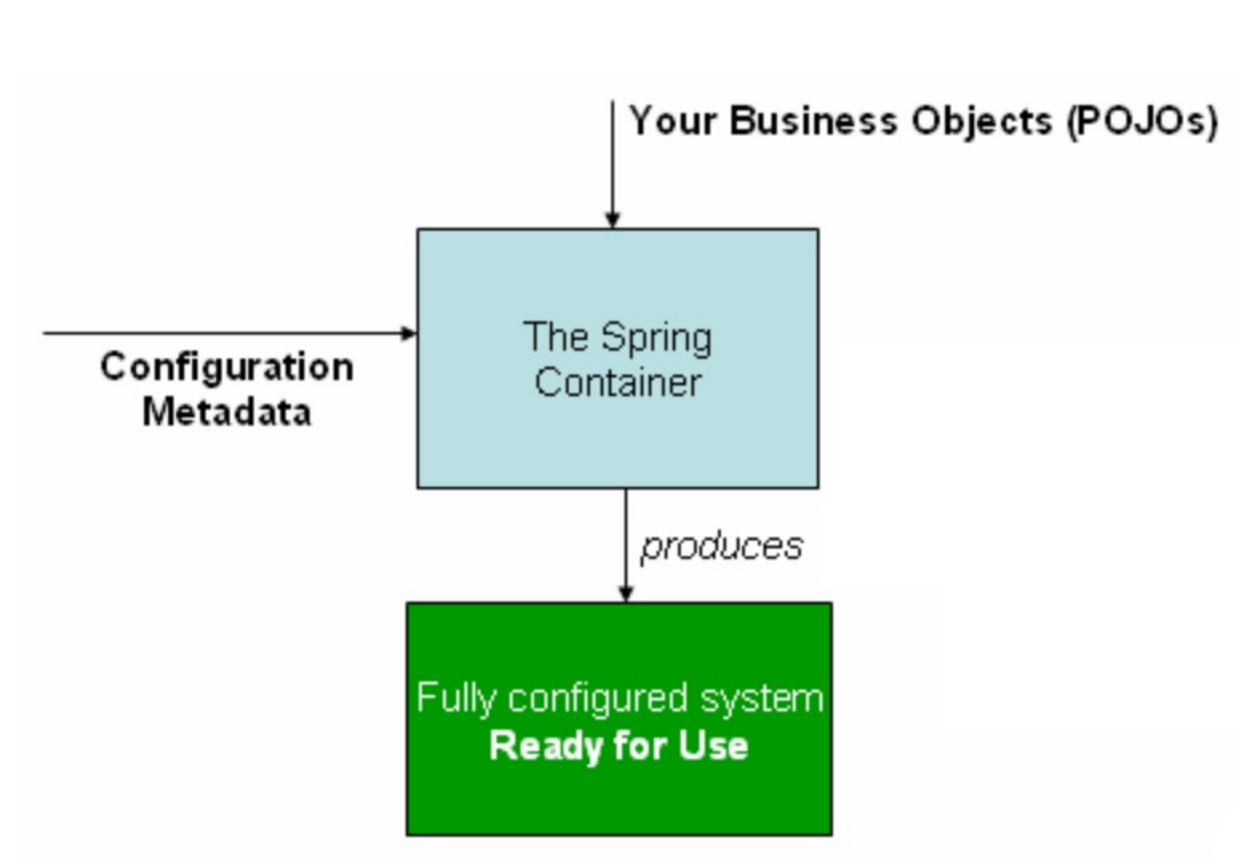 Your Business Objects (POJOs)
The Spring
Container
Configuration
Metadata
produces
Fully configured system
Ready for Use